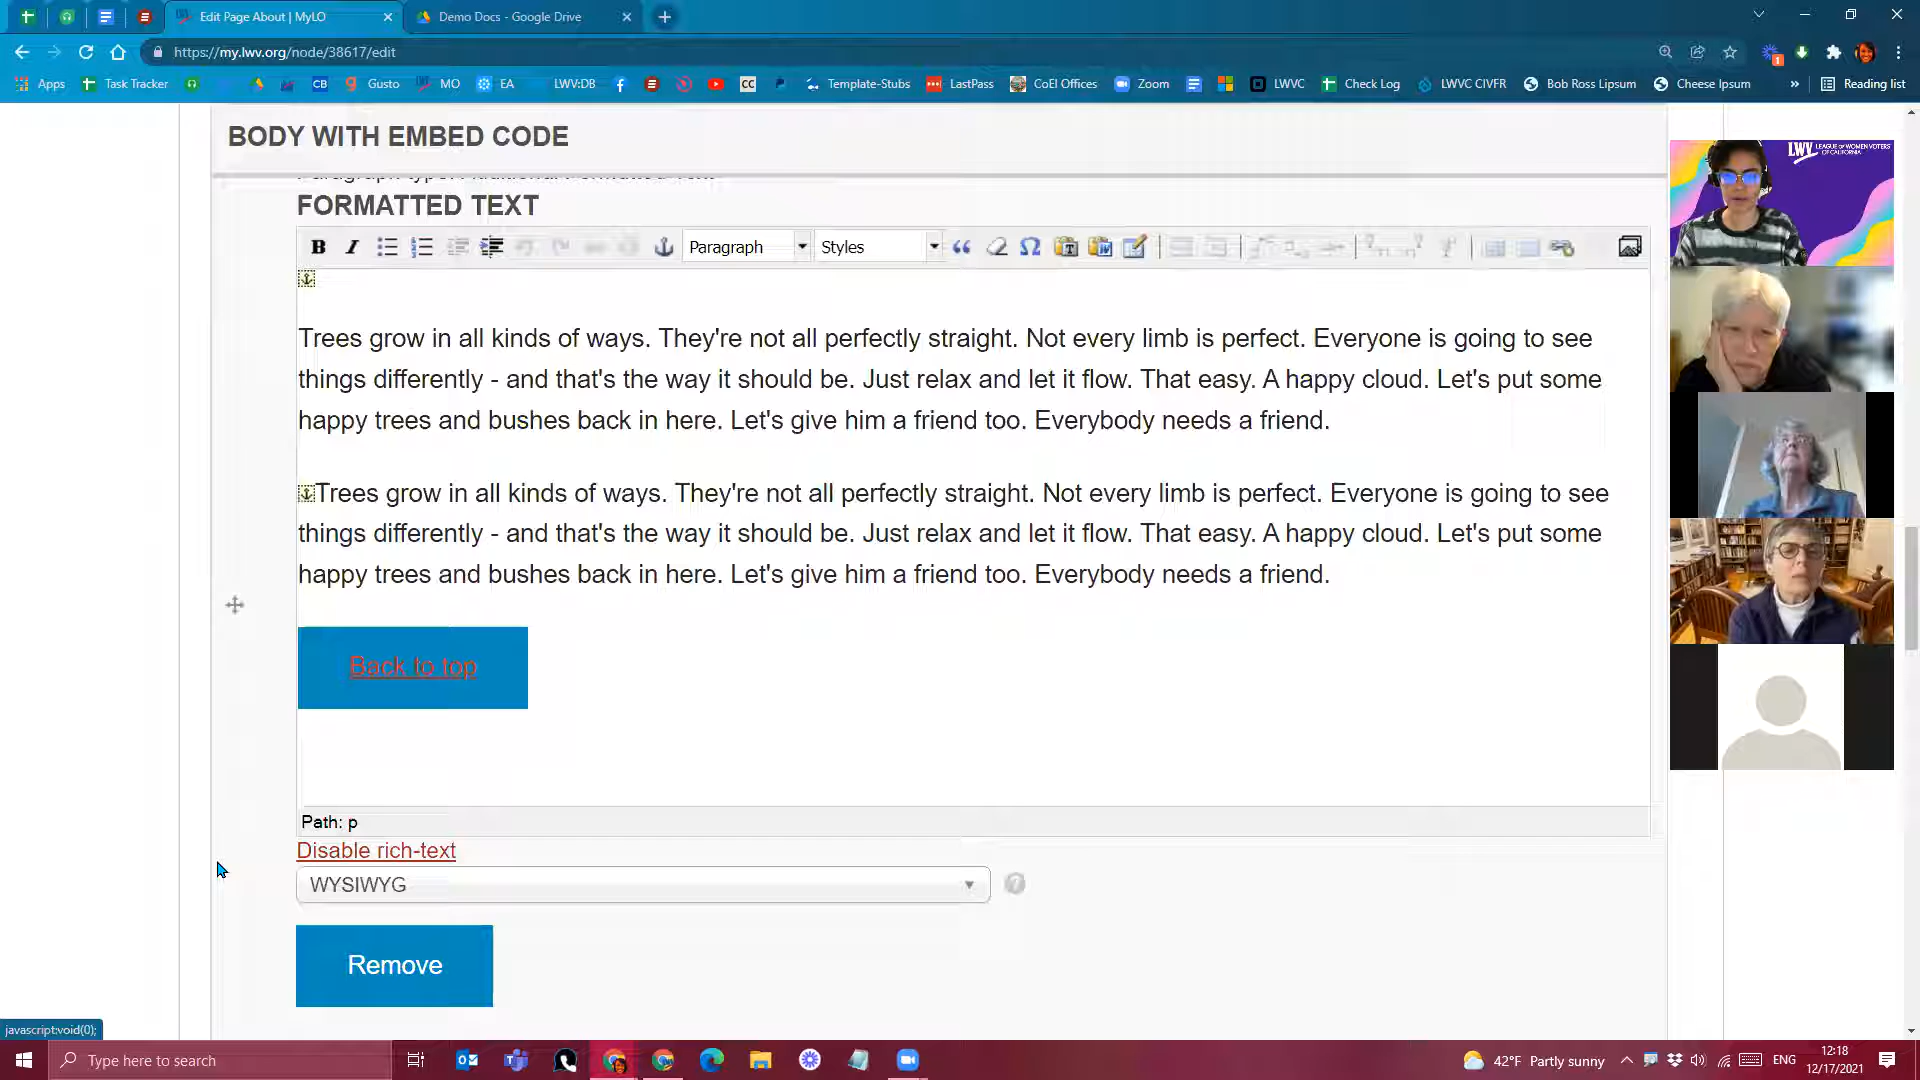 Edit Page About | MyLO
Demo Docs - Google Drive
https://my.lwv.org/node/38617/edit
Apps
Task Tracker
CB
Gusto
MO
EA
LWV:DB
CC
Template-Stubs
LastPass
CoEI Offices
Zoom
LWVC
Check Log
LWVC CIVFR
Bob Ross Lipsum
Cheese Ipsum
»
Reading list
BODY WITH EMBED CODE
FORMATTED TEXT
B I
Paragraph
Styles
Trees grow in all kinds of ways. They're not all perfectly straight. Not every limb is perfect. Everyone is going to see
things differently - and that's the way it should be. Just relax and let it flow. That easy. A happy cloud. Let's put some
happy trees and bushes back in here. Let's give him a friend too. Everybody needs a friend.
Trees grow in all kinds of ways. They're not all perfectly straight. Not every limb is perfect. Everyone is going to see
things differently - and that's the way it should be. Just relax and let it flow. That easy. A happy cloud. Let's put some
happy trees and bushes back in here. Let's give him a friend too. Everybody needs a friend.
Back to top
Path: p
Disable rich-text
WYSIWYG
Remove
javascript:void(0);
LWV LEAGUE OF WOMEN VOTERS
OF CALIFORNIA
Type here to search
42°F Partly sunny
ENG
12:18
12/17/2021